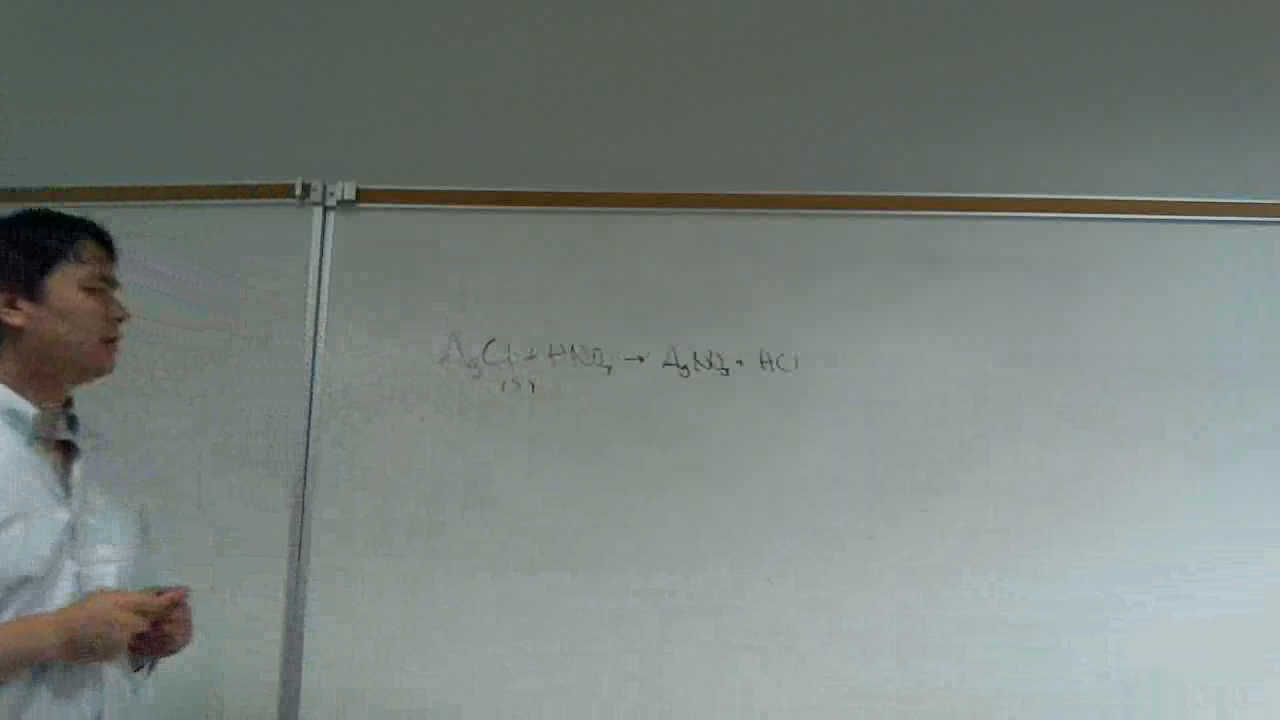 AgCl + HNO₃ → AgNO₃ + HCl
(s)